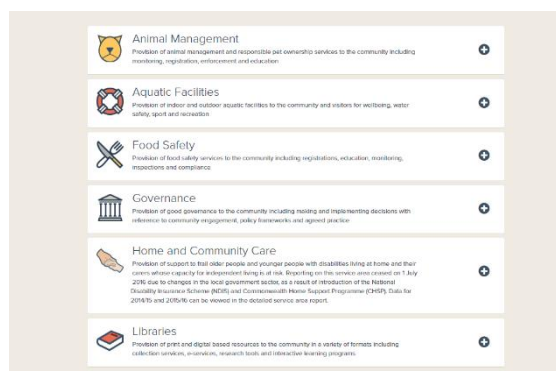 Animal Management
Provision of animal management and responsible pet ownership services to the community including
monitoring, registration, enforcement and education
Aquatic Facilities
Provision of indoor and outdoor aquatic facilities to the community and visitors for wellbeing, water
safety, sport and recreation
Food Safety
Provision of food safety services to the community including registrations, education, monitoring,
inspections and compliance
Governance
Provision of good governance to the community including making and implementing decisions with
reference to community engagement, policy frameworks and agreed practice
Home and Community Care
Provision of support to frail older people and younger people with disabilities living at home and their
carers whose capacity for independent living is at risk. Reporting on this service area ceased on 1 July
2016 due to changes in the local government sector, as a result of introduction of the National
Disability Insurance Scheme (NDIS) and Commonwealth Home Support Programme (CHSP). Data for
2014/15 and 2015/16 can be viewed in the detailed service area report.
Libraries
Provision of print and digital based resources to the community in a variety of formats including
collection services, e-services, research tools and interactive learning programs